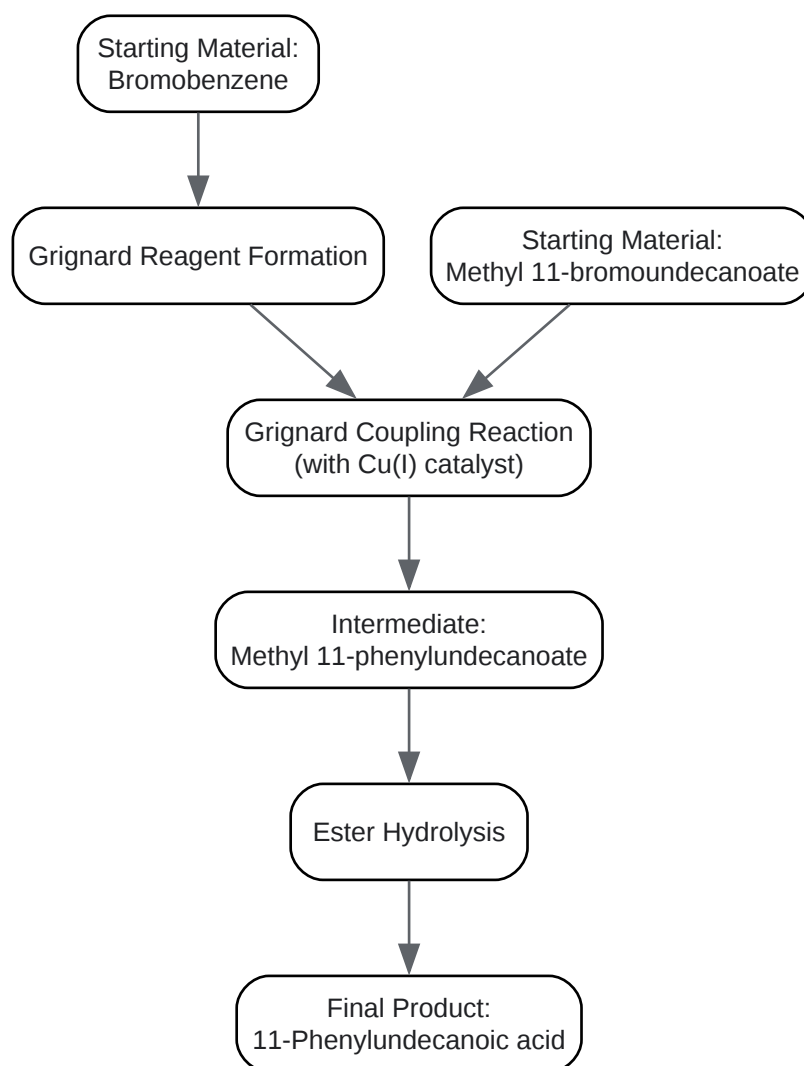 Starting Material:
Bromobenzene
Grignard Reagent Formation
Starting Material:
Methyl 11-bromoundecanoate
Grignard Coupling Reaction
(with Cu(I) catalyst)
Intermediate:
Methyl 11-phenylundecanoate
Ester Hydrolysis
Final Product:
11-Phenylundecanoic acid